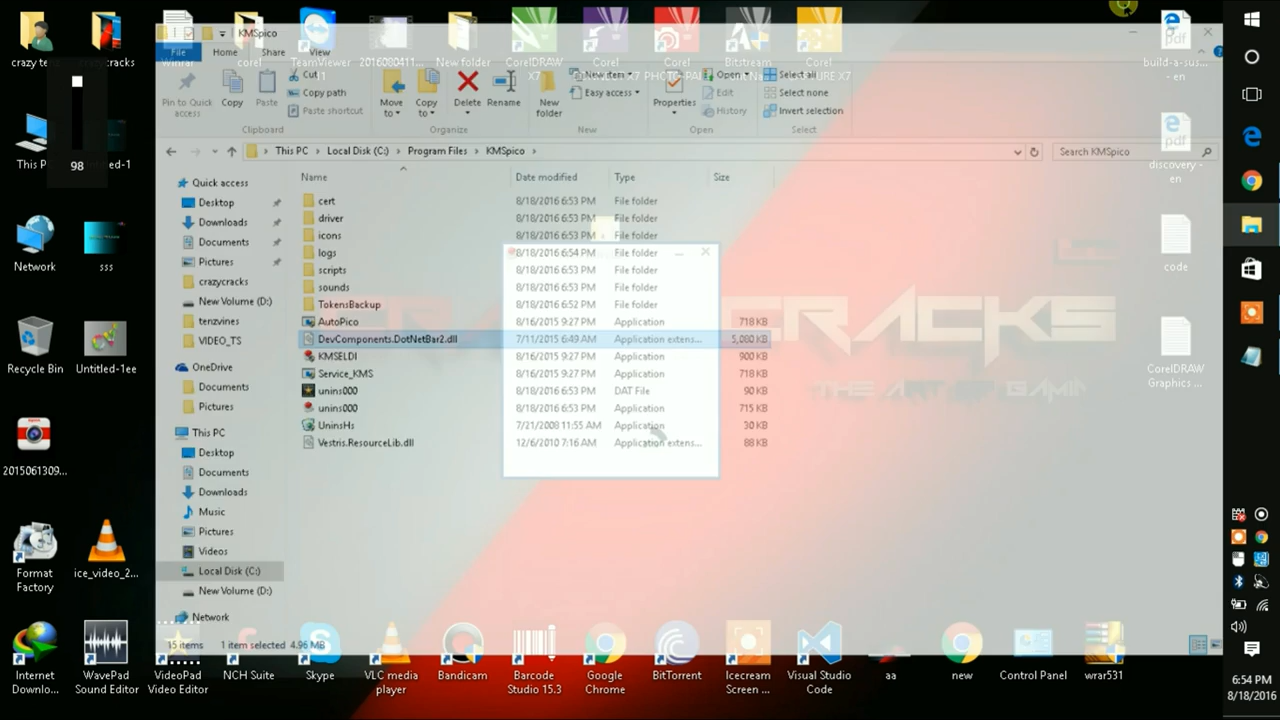 KMSpico
File
Home
Share
View
Cut
Copy path
Paste shortcut
Pin to Quick access
Copy
Paste
Move to
Copy to
Delete
Rename
New folder
New item
Easy access
Properties
Open
Edit
History
Select all
Select none
Invert selection
Clipboard
Organize
New
Open
Select
This PC
Local Disk (C:)
Program Files
KMSpico
Search KMSpico
Name
Date modified
Type
Size
cert 8/18/2016 6:53 PM File folder
driver 8/18/2016 6:53 PM File folder
icons 8/18/2016 6:53 PM File folder
logs 8/18/2016 6:54 PM File folder
scripts 8/18/2016 6:53 PM File folder
sounds 8/18/2016 6:53 PM File folder
TokensBackup 8/18/2016 6:52 PM File folder
AutoPico 8/16/2015 9:27 PM Application 718 KB
DevComponents.DotNetBar2.dll 7/11/2015 6:49 AM Application extens... 5,080 KB
KMSELDI 8/16/2015 9:27 PM Application 900 KB
Service_KMS 8/16/2015 9:27 PM Application 718 KB
unins000 8/18/2016 6:53 PM DAT File 90 KB
unins000 8/18/2016 6:53 PM Application 715 KB
UninsHs 7/21/2008 11:55 AM Application 30 KB
Vestris.ResourceLib.dll 12/6/2010 7:16 AM Application extens... 88 KB
Quick access
Desktop
Downloads
Documents
Pictures
crazycracks
New Volume (D:)
tenzvines
VIDEO_TS
OneDrive
Documents
Pictures
This PC
Desktop
Documents
Downloads
Music
Pictures
Videos
Local Disk (C:)
New Volume (D:)
Network
15 items 1 item selected 4.96 MB
98
Network
sss
Recycle Bin
Untitled-1ee
2015061309...
Format Factory
ice_video_2...
Internet Downlo...
WavePad Sound Editor
VideoPad Video Editor
NCH Suite
Skype
VLC media player
Bandicam
Barcode Studio 15.3
Google Chrome
BitTorrent
Icecream Screen ...
Visual Studio Code
aa
new
Control Panel
wrar531
Winrar
corel
TeamViewer 11
2016080411...
New folder
CorelDRAW X7
Corel
Corel
Bitstream
Corel
build-a-sus... - en
discovery - en
code
CorelDRAW Graphics ...
CRACKS
THE ART
6:54 PM
8/18/2016